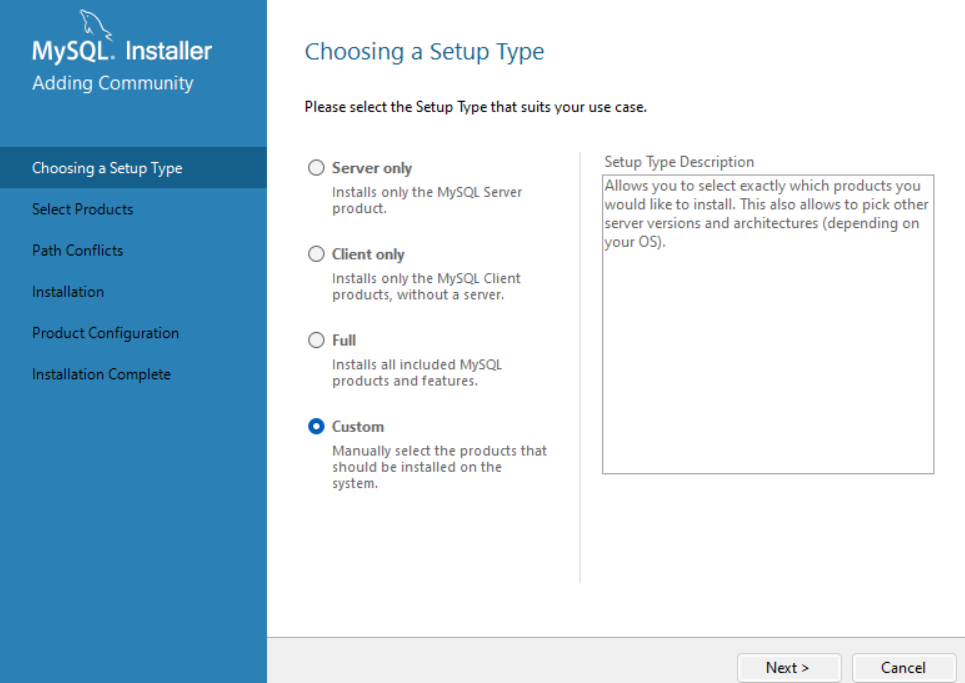 MySQL. Installer
Adding Community
Choosing a Setup Type
Select Products
Path Conflicts
Installation
Product Configuration
Installation Complete
Choosing a Setup Type
Please select the Setup Type that suits your use case.
Server only
Installs only the MySQL Server
product.
Client only
Installs only the MySQL Client
products, without a server.
Full
Installs all included MySQL
products and features.
Custom
Manually select the products that
should be installed on the
system.
Setup Type Description
Allows you to select exactly which products you
would like to install. This also allows to pick other
server versions and architectures (depending on
your OS).
Next >
Cancel